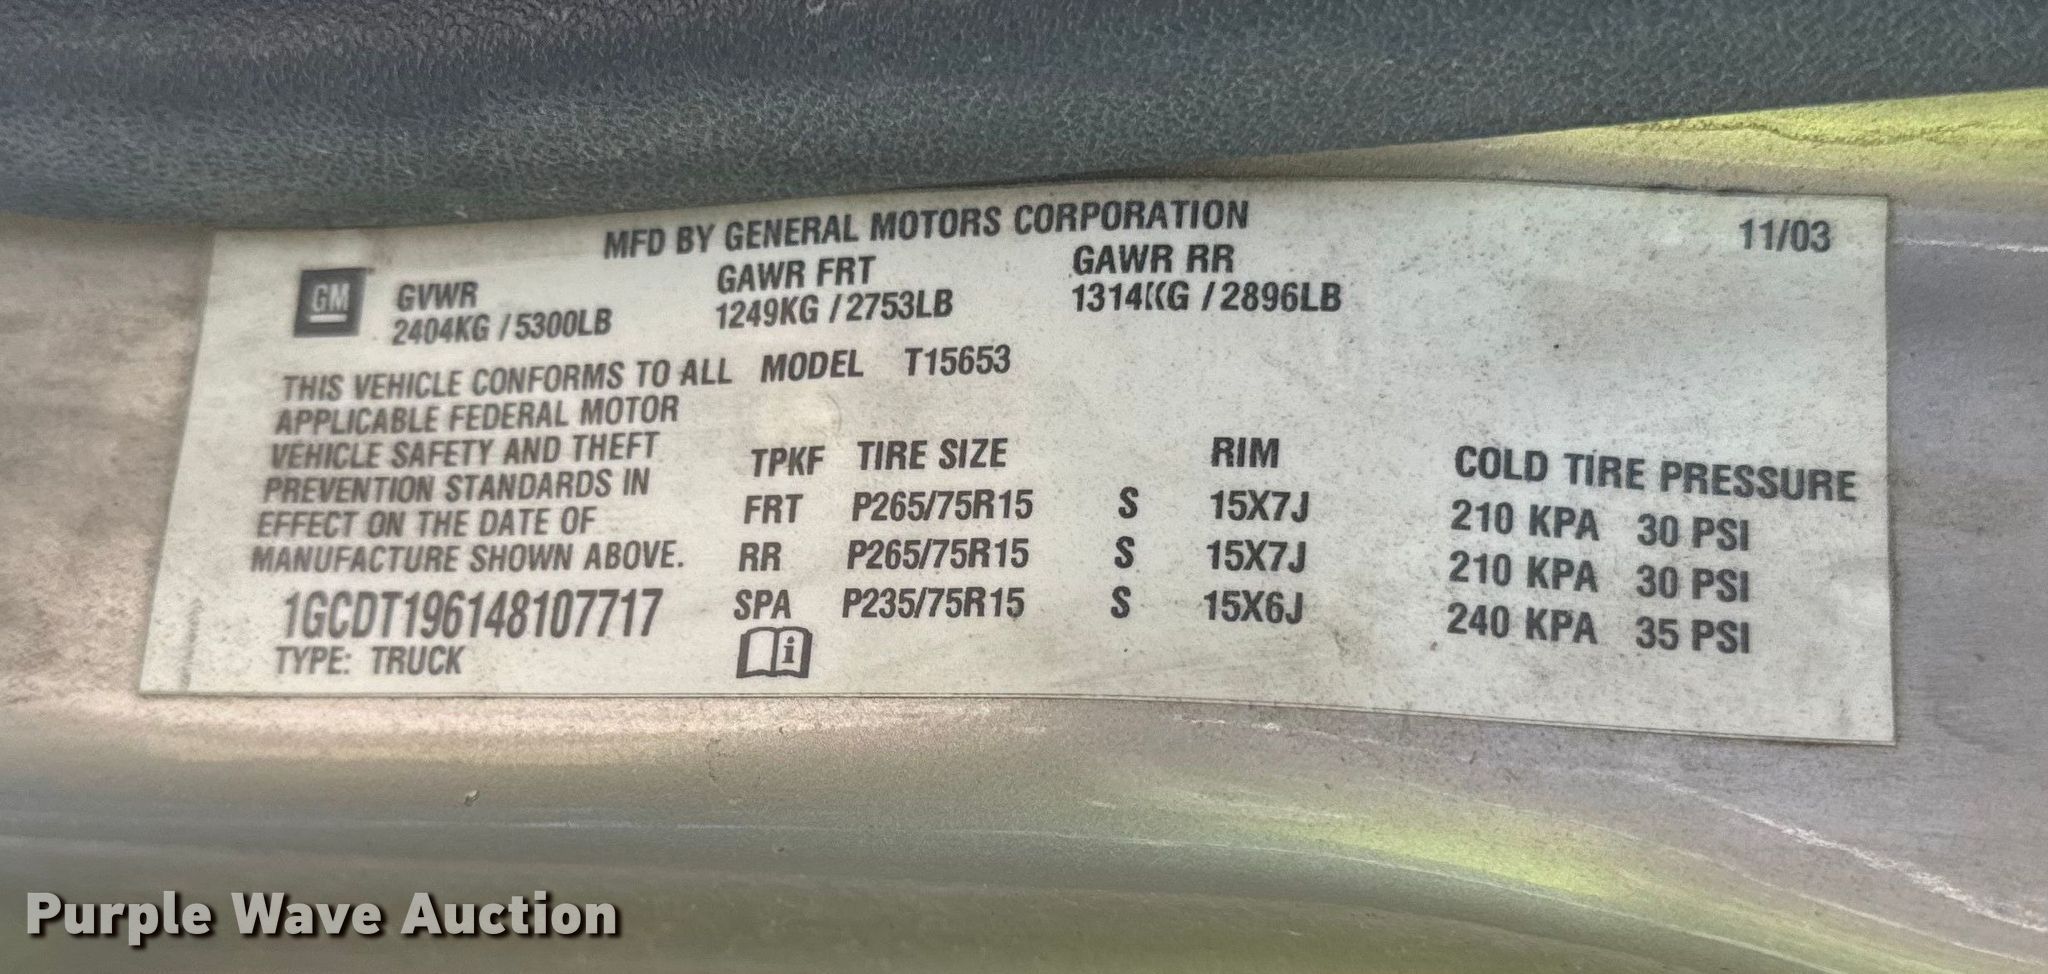 MFD BY GENERAL MOTORS CORPORATION 11/03
GM
GVWR GAWR FRT GAWR RR
2404KG / 5300LB 1249KG / 2753LB 1314KG / 2896LB
THIS VEHICLE CONFORMS TO ALL MODEL T15653
APPLICABLE FEDERAL MOTOR
VEHICLE SAFETY AND THEFT
PREVENTION STANDARDS IN
EFFECT ON THE DATE OF
MANUFACTURE SHOWN ABOVE.
1GCDT196148107717
TYPE: TRUCK
TPKF TIRE SIZE RIM COLD TIRE PRESSURE
FRT P265/75R15 S 15X7J 210 KPA 30 PSI
RR P265/75R15 S 15X7J 210 KPA 30 PSI
SPA P235/75R15 S 15X6J 240 KPA 35 PSI
i
Purple Wave Auction